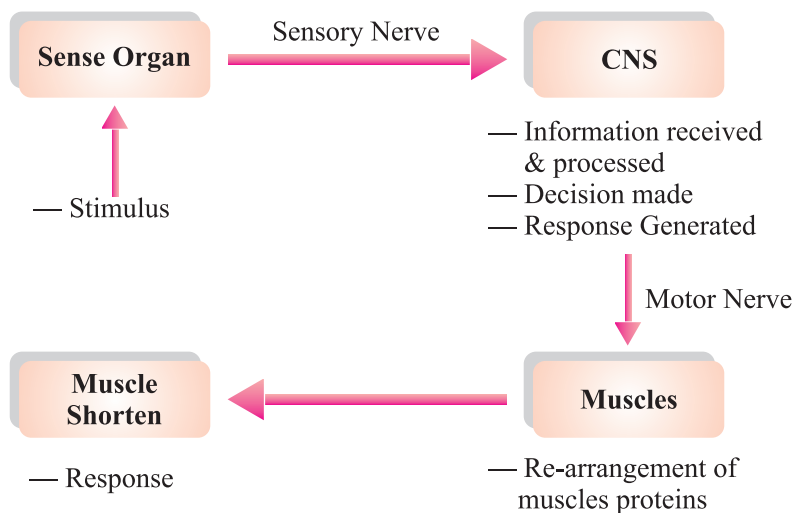 Sensory Nerve
Sense Organ
CNS
— Information received
& processed
— Decision made
— Response Generated
— Stimulus
Motor Nerve
Muscle
Shorten
Muscles
— Response
— Re-arrangement of
muscles proteins